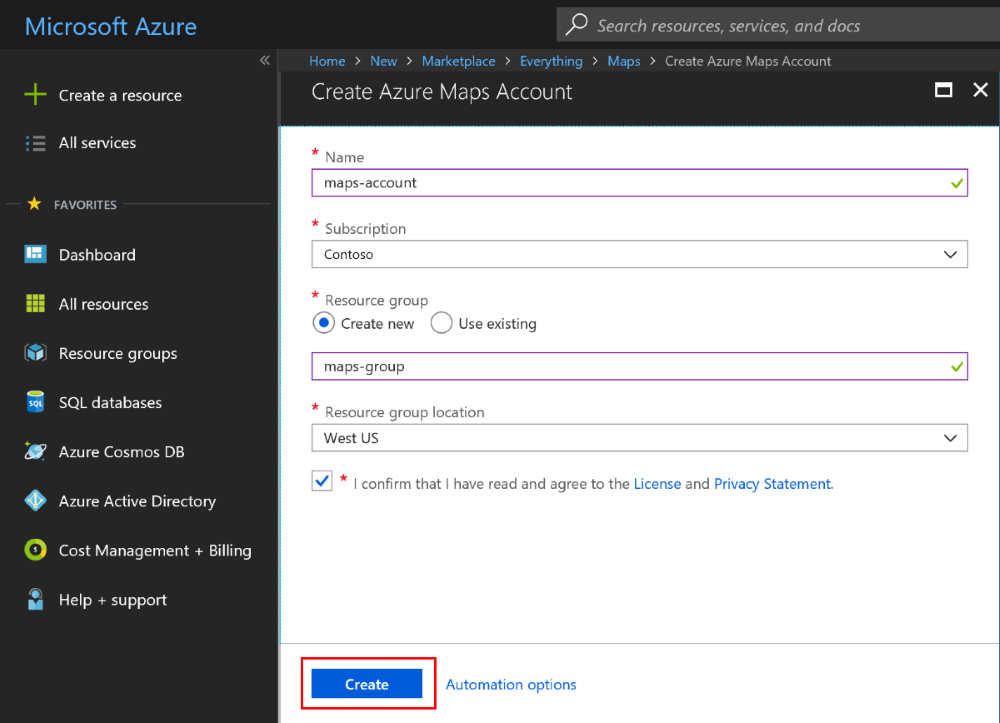 Microsoft Azure
Search resources, services, and docs
«
Home > New > Marketplace > Everything > Maps > Create Azure Maps Account
Create Azure Maps Account
Create a resource
All services
FAVORITES
Dashboard
All resources
Resource groups
SQL databases
SQL
Azure Cosmos DB
Azure Active Directory
Cost Management + Billing
$
Help + support
* Name
maps-account
* Subscription
Contoso
* Resource group
Create new Use existing
maps-group
* Resource group location
West US
* I confirm that I have read and agree to the License and Privacy Statement.
Create Automation options